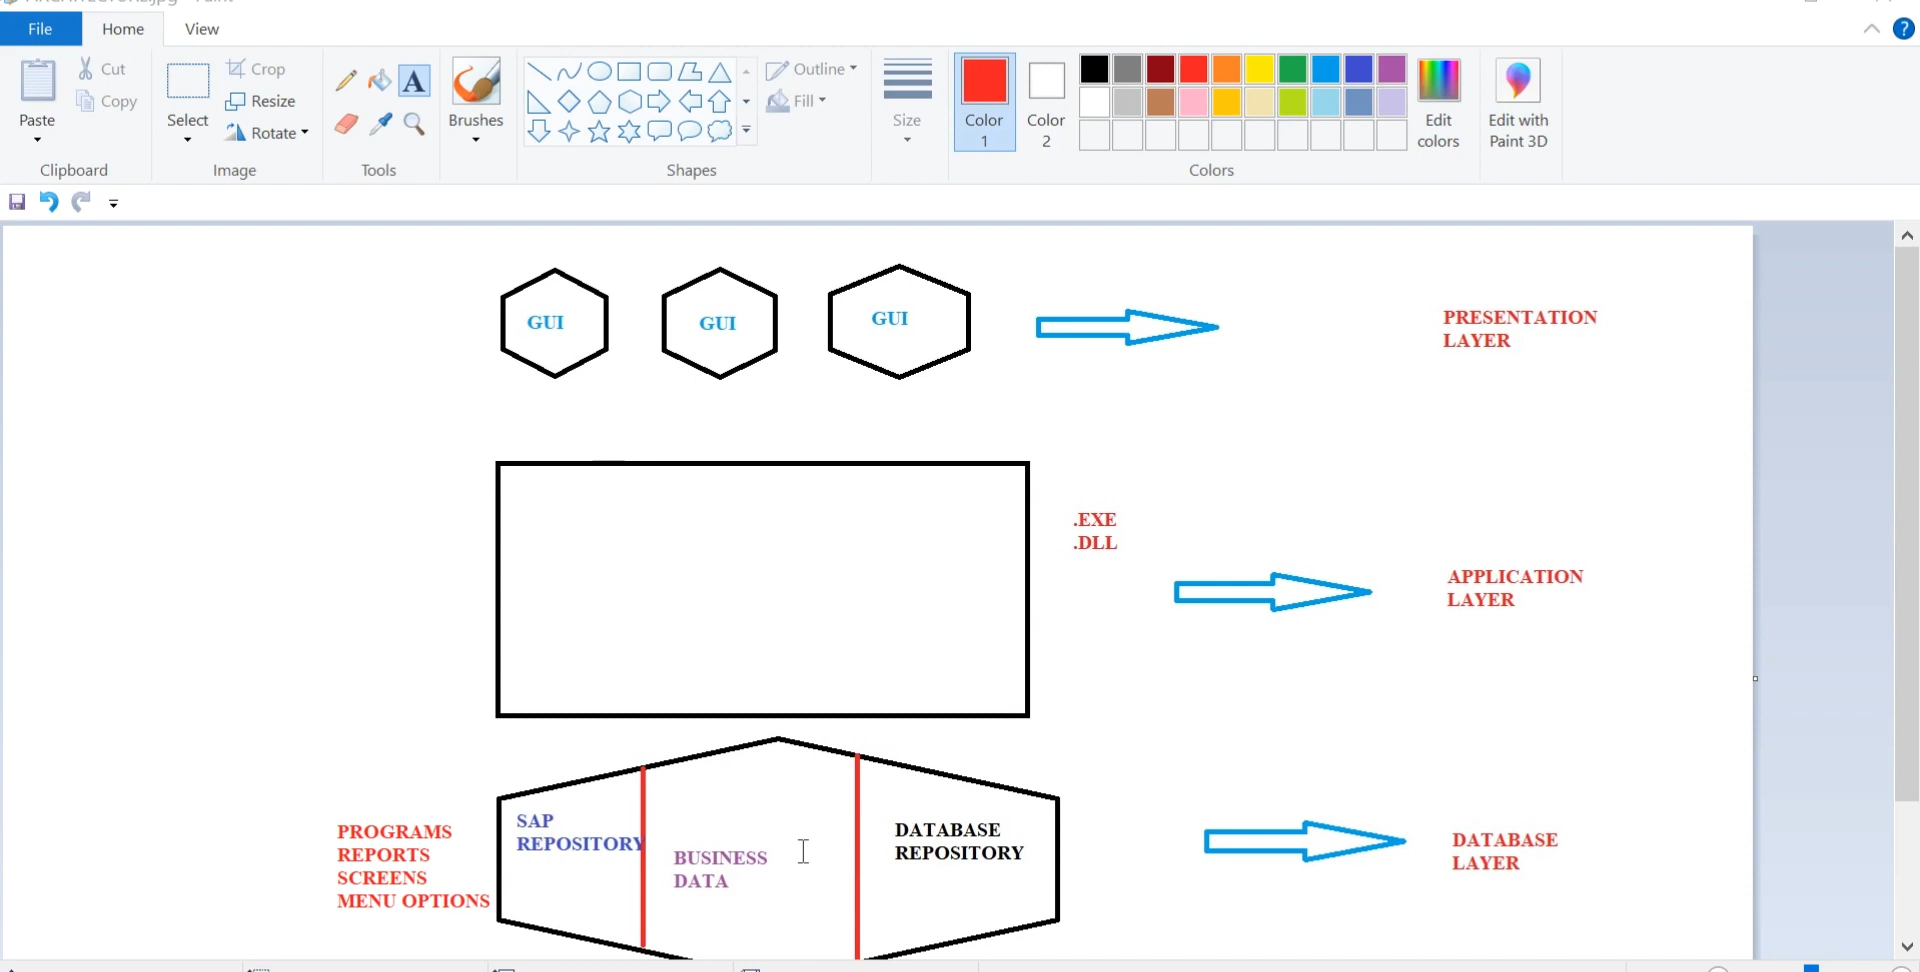 File
Home
View
Paste
Cut
Copy
Clipboard
Select
Crop
Resize
Rotate
Image
A
Tools
Brushes
Shapes
Outline
Fill
Size
Color
1
Color
2
Edit
colors
Colors
Edit with
Paint 3D
?
GUI
GUI
GUI
PRESENTATION
LAYER
.EXE
.DLL
APPLICATION
LAYER
PROGRAMS
REPORTS
SCREENS
MENU OPTIONS
SAP
REPOSITORY
BUSINESS
DATA
DATABASE
REPOSITORY
DATABASE
LAYER